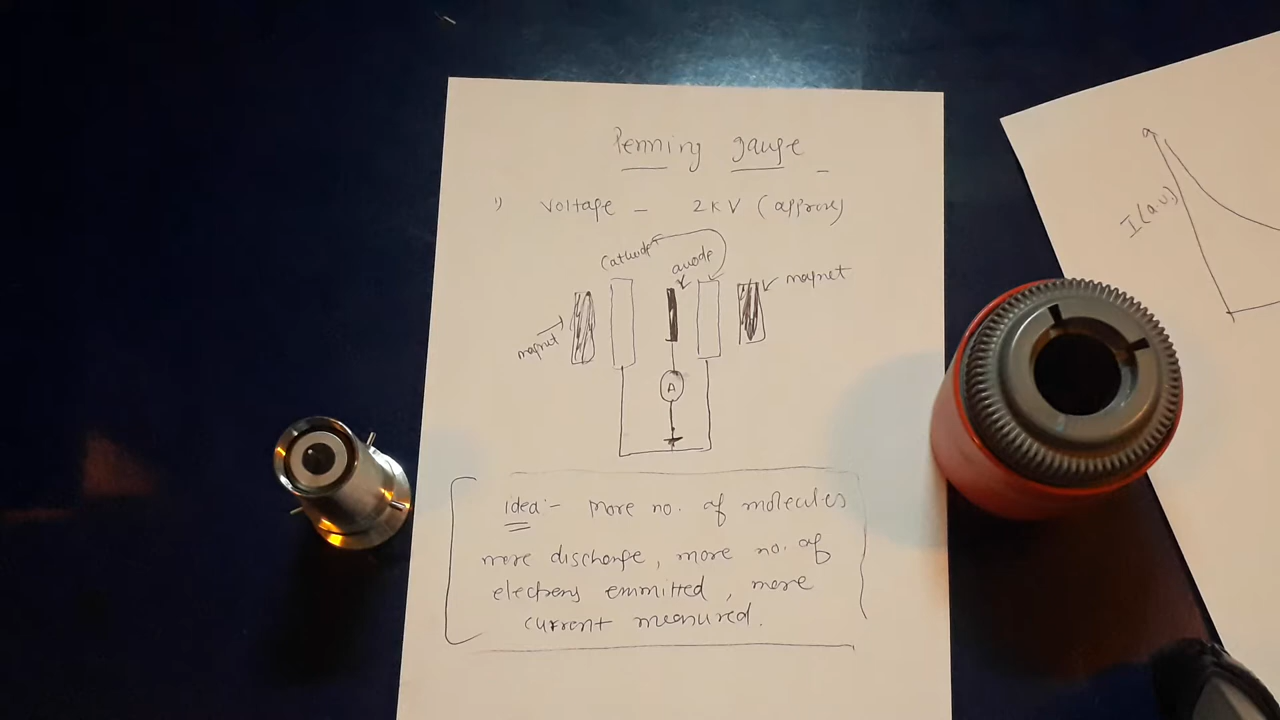 Penning gauge
1) Voltage - 2KV (approx)
Cathode
anode
magnet
magnet
A
idea:- More no. of molecules
more discharge, more no. of
electrons emmitted, more
current measured.
I (a.u.)